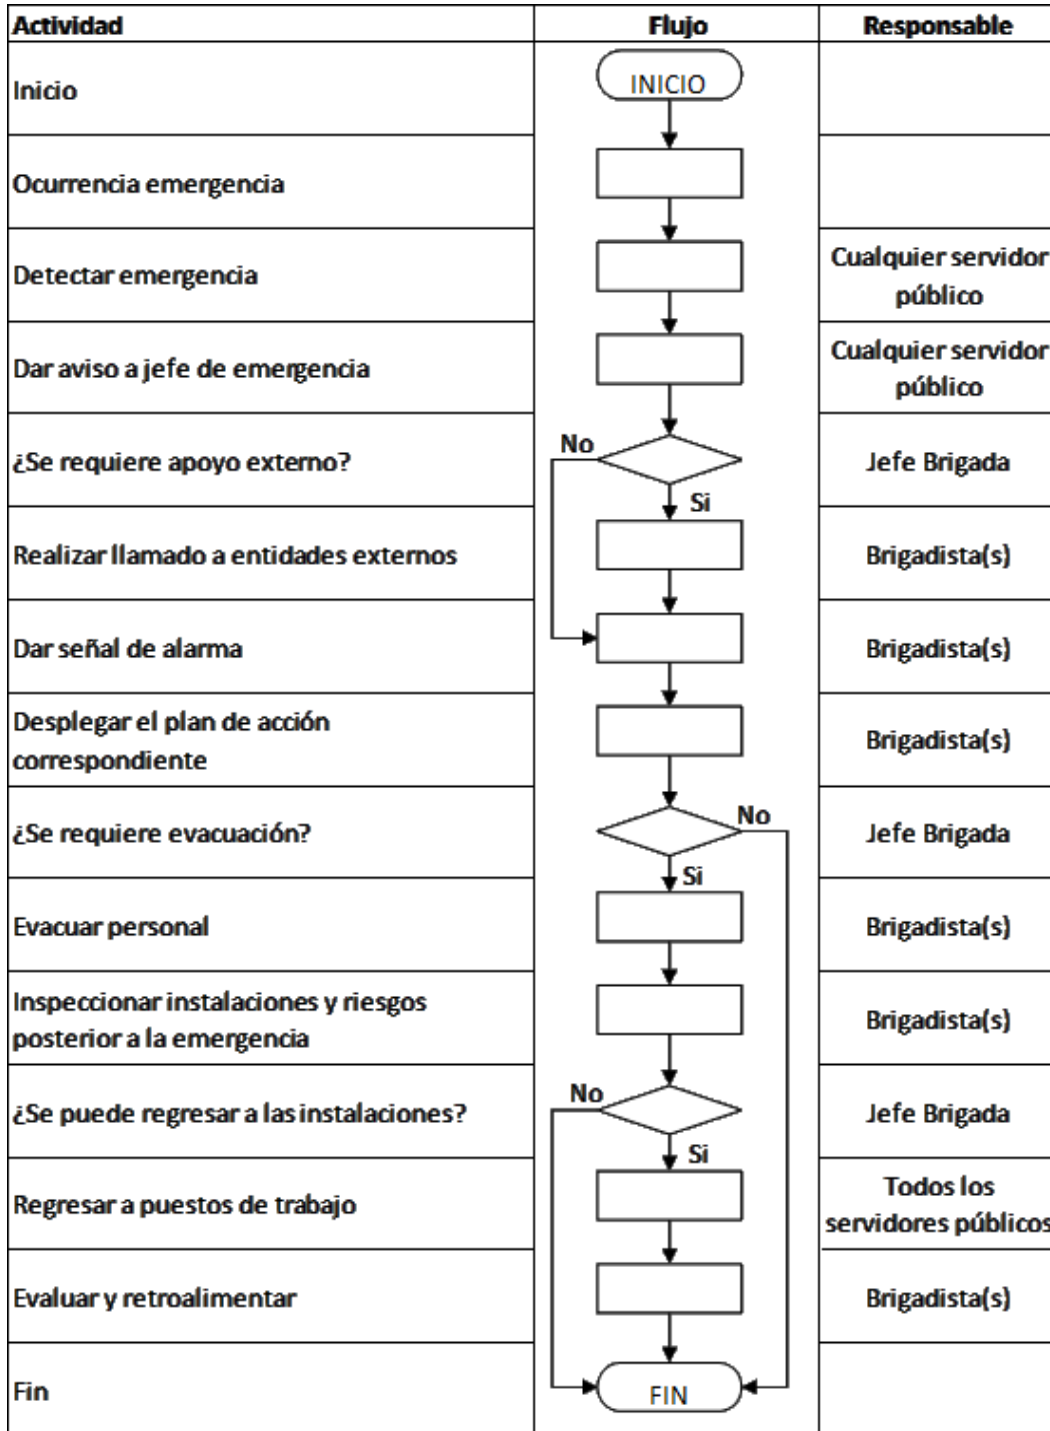 Actividad Flujo Responsable
Inicio INICIO
Ocurrencia emergencia
Detectar emergencia Cualquier servidor
público
Dar aviso a jefe de emergencia Cualquier servidor
público
¿Se requiere apoyo externo? No Jefe Brigada
Si
Realizar llamado a entidades externos Brigadista(s)
Dar señal de alarma Brigadista(s)
Desplegar el plan de acción
correspondiente Brigadista(s)
¿Se requiere evacuación? No Jefe Brigada
Si
Evacuar personal Brigadista(s)
Inspeccionar instalaciones y riesgos
posterior a la emergencia Brigadista(s)
¿Se puede regresar a las instalaciones? No Jefe Brigada
Si
Regresar a puestos de trabajo Todos los
servidores públicos
Evaluar y retroalimentar Brigadista(s)
Fin FIN